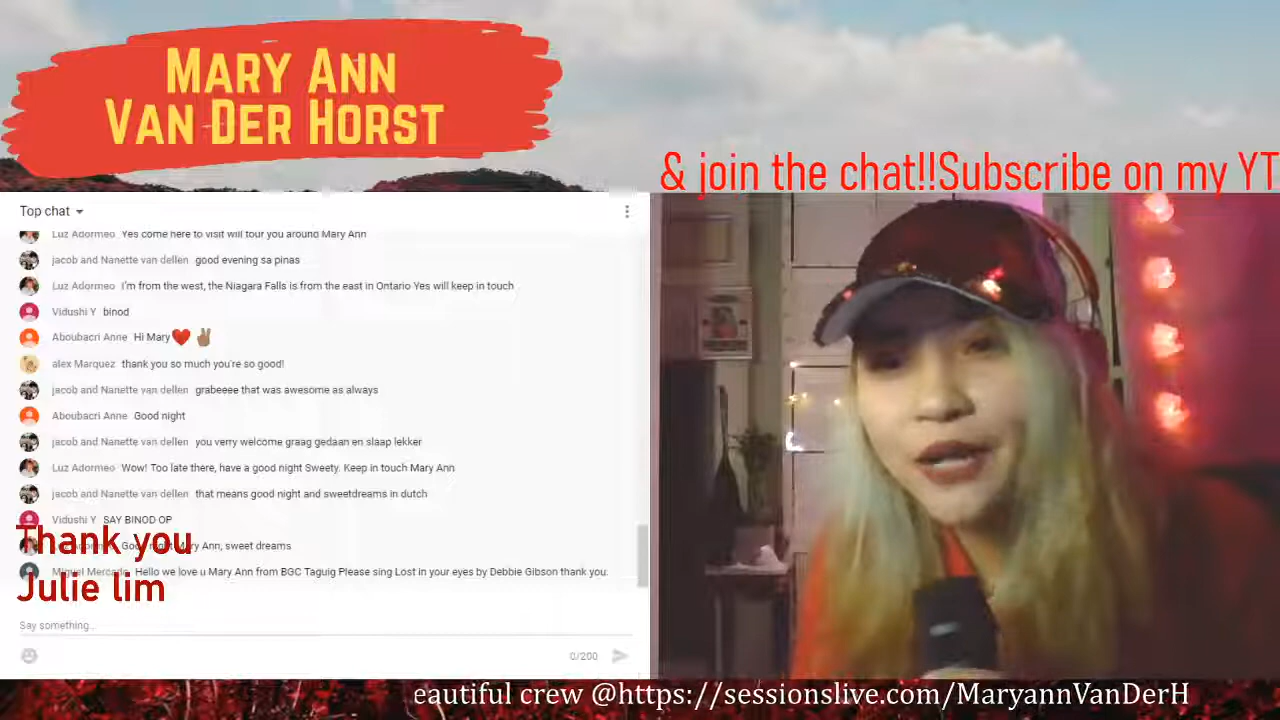 MARY ANN
VAN DER HORST
& join the chat!!Subscribe on my YT
Top chat
Luz Adormeo Yes come here to visit will tour you around Mary Ann
jacob and Nanette van dellen good evening sa pinas
Luz Adormeo I'm from the west, the Niagara Falls is from the east in Ontario Yes will keep in touch
Vidushi Y binod
Aboubacri Anne Hi Mary❤️✌🏽
alex Marquez thank you so much you're so good!
jacob and Nanette van dellen grabeeee that was awesome as always
Aboubacri Anne Good night
jacob and Nanette van dellen you verry welcome graag gedaan en slaap lekker
Luz Adormeo Wow! Too late there, have a good night Sweety. Keep in touch Mary Ann
jacob and Nanette van dellen that means good night and sweetdreams in dutch
Vidushi Y SAY BINOD OP
Good night Mary Ann, sweet dreams
Miguel Mercado Hello we love u Mary Ann from BGC Taguig Please sing Lost in your eyes by Debbie Gibson thank you.
Thank you
Julie lim
Say something...
0/200
eautiful crew @https://sessionslive.com/MaryannVanDerH